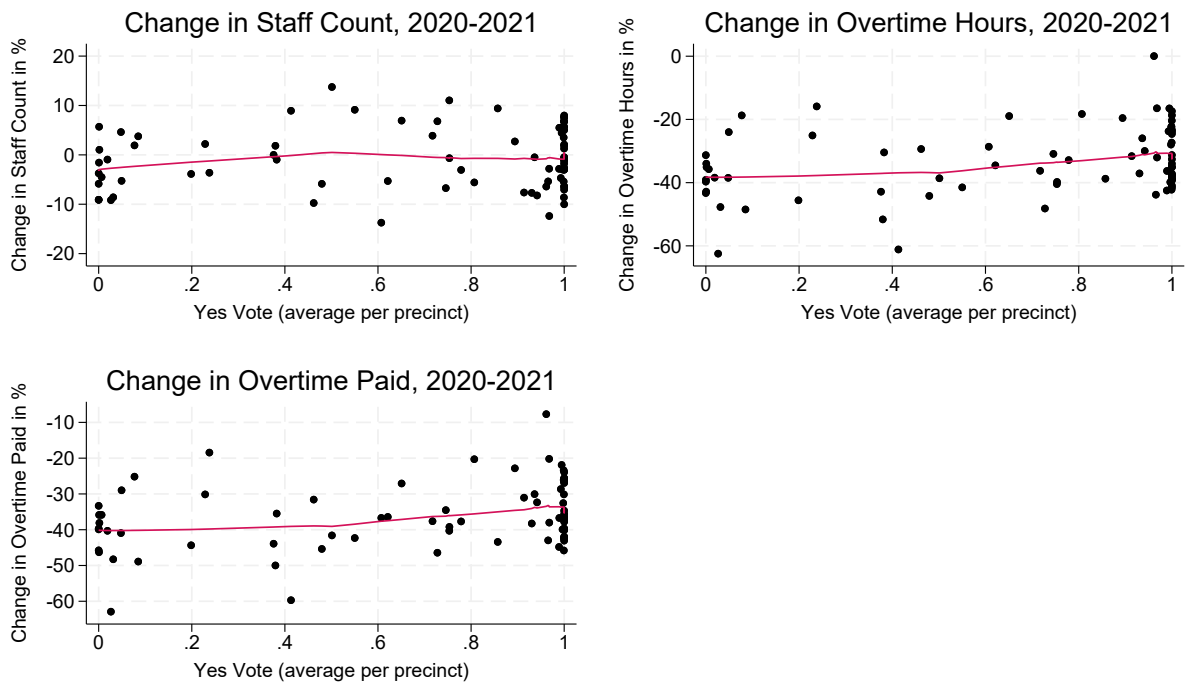 Change in Staff Count, 2020-2021
Change in Staff Count in %
20
10
0
-10
-20
0 .2 .4 .6 .8 1
Yes Vote (average per precinct)
Change in Overtime Hours, 2020-2021
Change in Overtime Hours in %
0
-20
-40
-60
0 .2 .4 .6 .8 1
Yes Vote (average per precinct)
Change in Overtime Paid, 2020-2021
Change in Overtime Paid in %
-10
-20
-30
-40
-50
-60
0 .2 .4 .6 .8 1
Yes Vote (average per precinct)